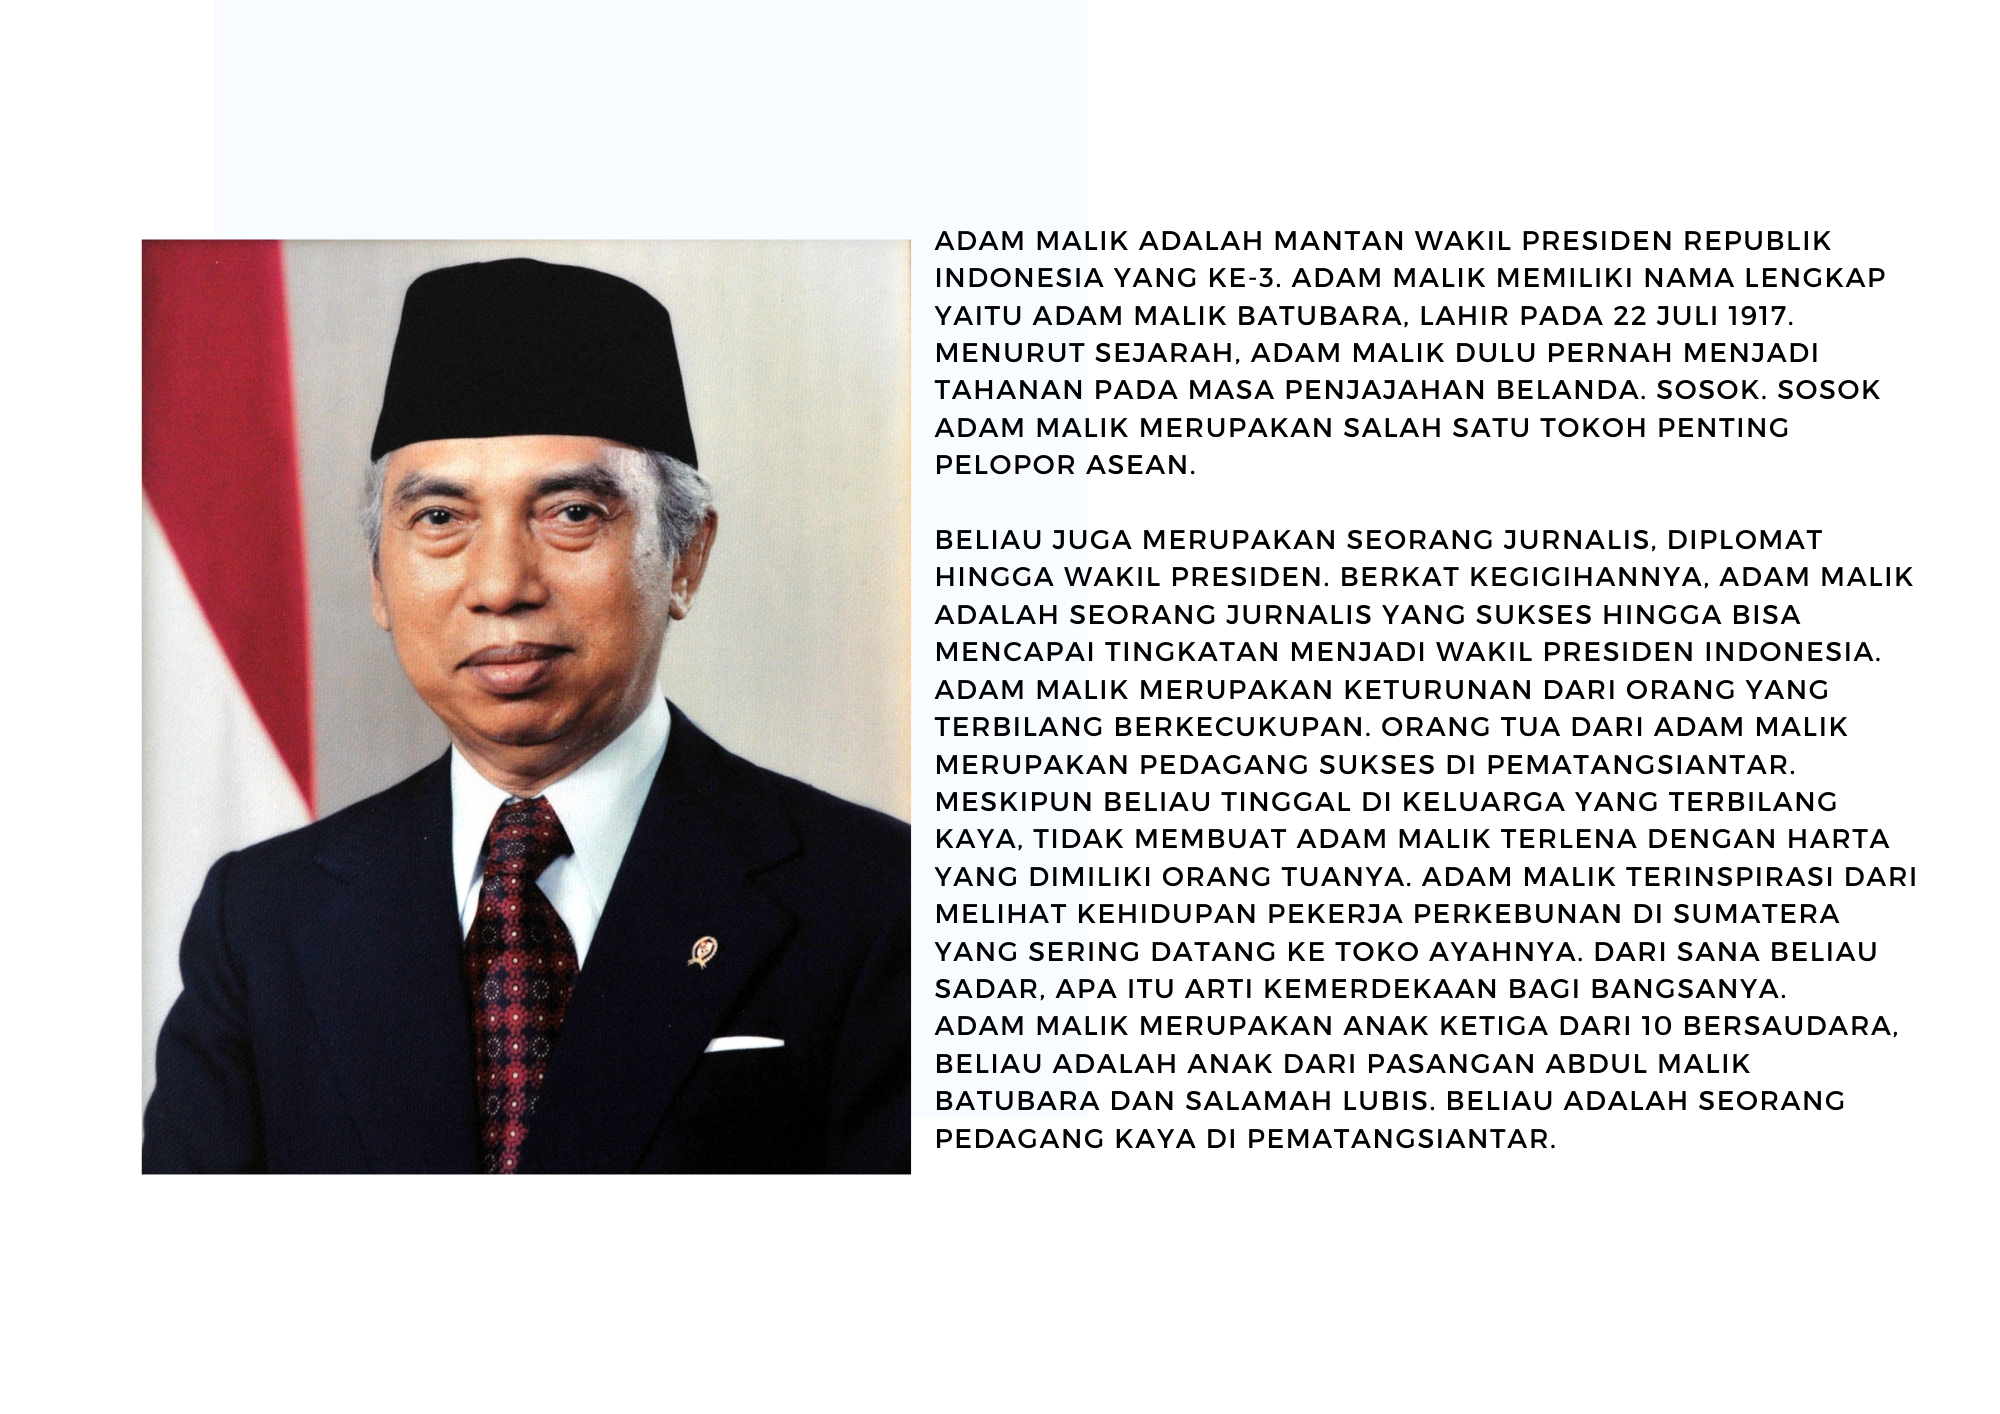 ADAM MALIK ADALAH MANTAN WAKIL PRESIDEN REPUBLIK
INDONESIA YANG KE-3. ADAM MALIK MEMILIKI NAMA LENGKAP
YAITU ADAM MALIK BATUBARA, LAHIR PADA 22 JULI 1917.
MENURUT SEJARAH, ADAM MALIK DULU PERNAH MENJADI
TAHANAN PADA MASA PENJAJAHAN BELANDA. SOSOK. SOSOK
ADAM MALIK MERUPAKAN SALAH SATU TOKOH PENTING
PELOPOR ASEAN.
BELIAU JUGA MERUPAKAN SEORANG JURNALIS, DIPLOMAT
HINGGA WAKIL PRESIDEN. BERKAT KEGIGIHANNYA, ADAM MALIK
ADALAH SEORANG JURNALIS YANG SUKSES HINGGA BISA
MENCAPAI TINGKATAN MENJADI WAKIL PRESIDEN INDONESIA.
ADAM MALIK MERUPAKAN KETURUNAN DARI ORANG YANG
TERBILANG BERKECUKUPAN. ORANG TUA DARI ADAM MALIK
MERUPAKAN PEDAGANG SUKSES DI PEMATANGSIANTAR.
MESKIPUN BELIAU TINGGAL DI KELUARGA YANG TERBILANG
KAYA, TIDAK MEMBUAT ADAM MALIK TERLENA DENGAN HARTA
YANG DIMILIKI ORANG TUANYA. ADAM MALIK TERINSPIRASI DARI
MELIHAT KEHIDUPAN PEKERJA PERKEBUNAN DI SUMATERA
YANG SERING DATANG KE TOKO AYAHNYA. DARI SANA BELIAU
SADAR, APA ITU ARTI KEMERDEKAAN BAGI BANGSANYA.
ADAM MALIK MERUPAKAN ANAK KETIGA DARI 10 BERSAUDARA,
BELIAU ADALAH ANAK DARI PASANGAN ABDUL MALIK
BATUBARA DAN SALAMAH LUBIS. BELIAU ADALAH SEORANG
PEDAGANG KAYA DI PEMATANGSIANTAR.